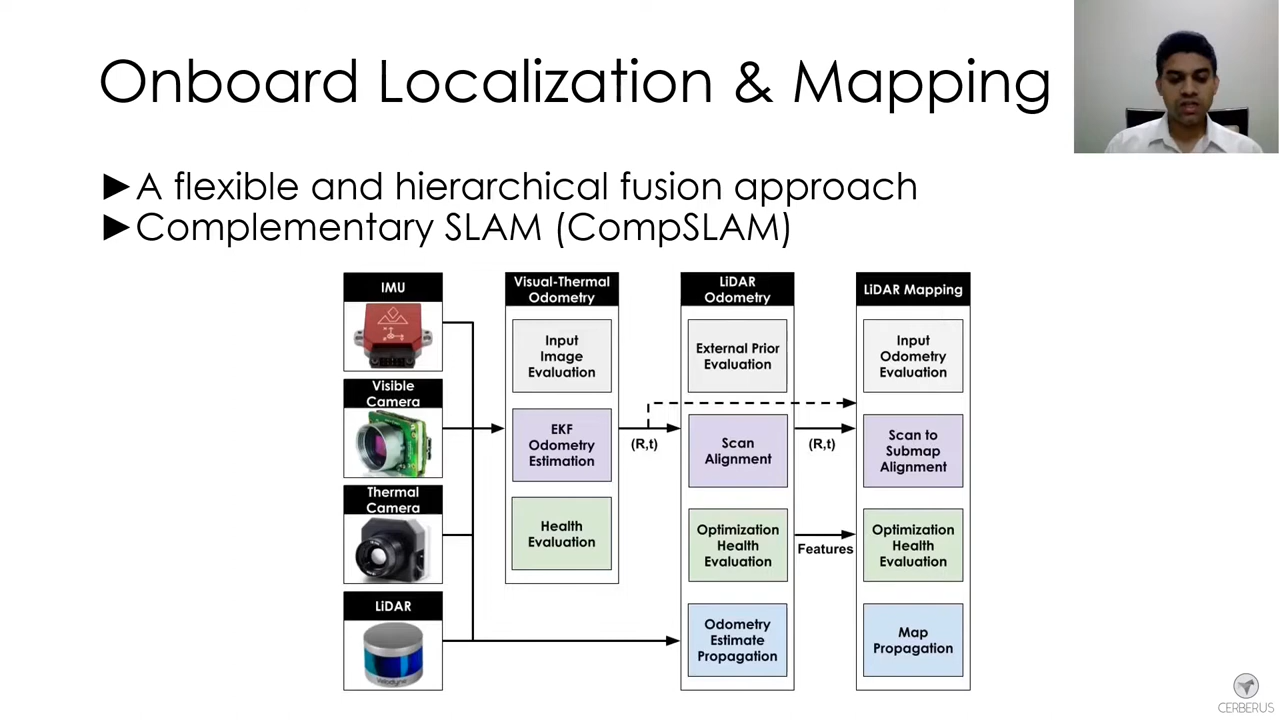 Onboard Localization & Mapping
►A flexible and hierarchical fusion approach
►Complementary SLAM (CompSLAM)
IMU
Visible
Camera
Thermal
Camera
LiDAR
velodyne
Visual-Thermal
Odometry
Input
Image
Evaluation
EKF
Odometry
Estimation
Health
Evaluation
(R,t)
LiDAR
Odometry
External Prior
Evaluation
Scan
Alignment
Optimization
Health
Evaluation
Odometry
Estimate
Propagation
(R,t)
Features
LiDAR Mapping
Input
Odometry
Evaluation
Scan to
Submap
Alignment
Optimization
Health
Evaluation
Map
Propagation
CERBERUS